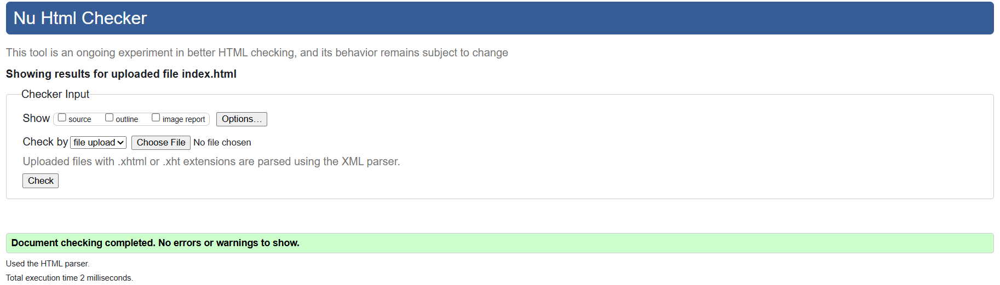 Nu Html Checker
This tool is an ongoing experiment in better HTML checking, and its behavior remains subject to change
Showing results for uploaded file index.html
Checker Input
Show source outline image report Options…
Check by file upload Choose File No file chosen
Uploaded files with .xhtml or .xht extensions are parsed using the XML parser.
Check
Document checking completed. No errors or warnings to show.
Used the HTML parser.
Total execution time 2 milliseconds.